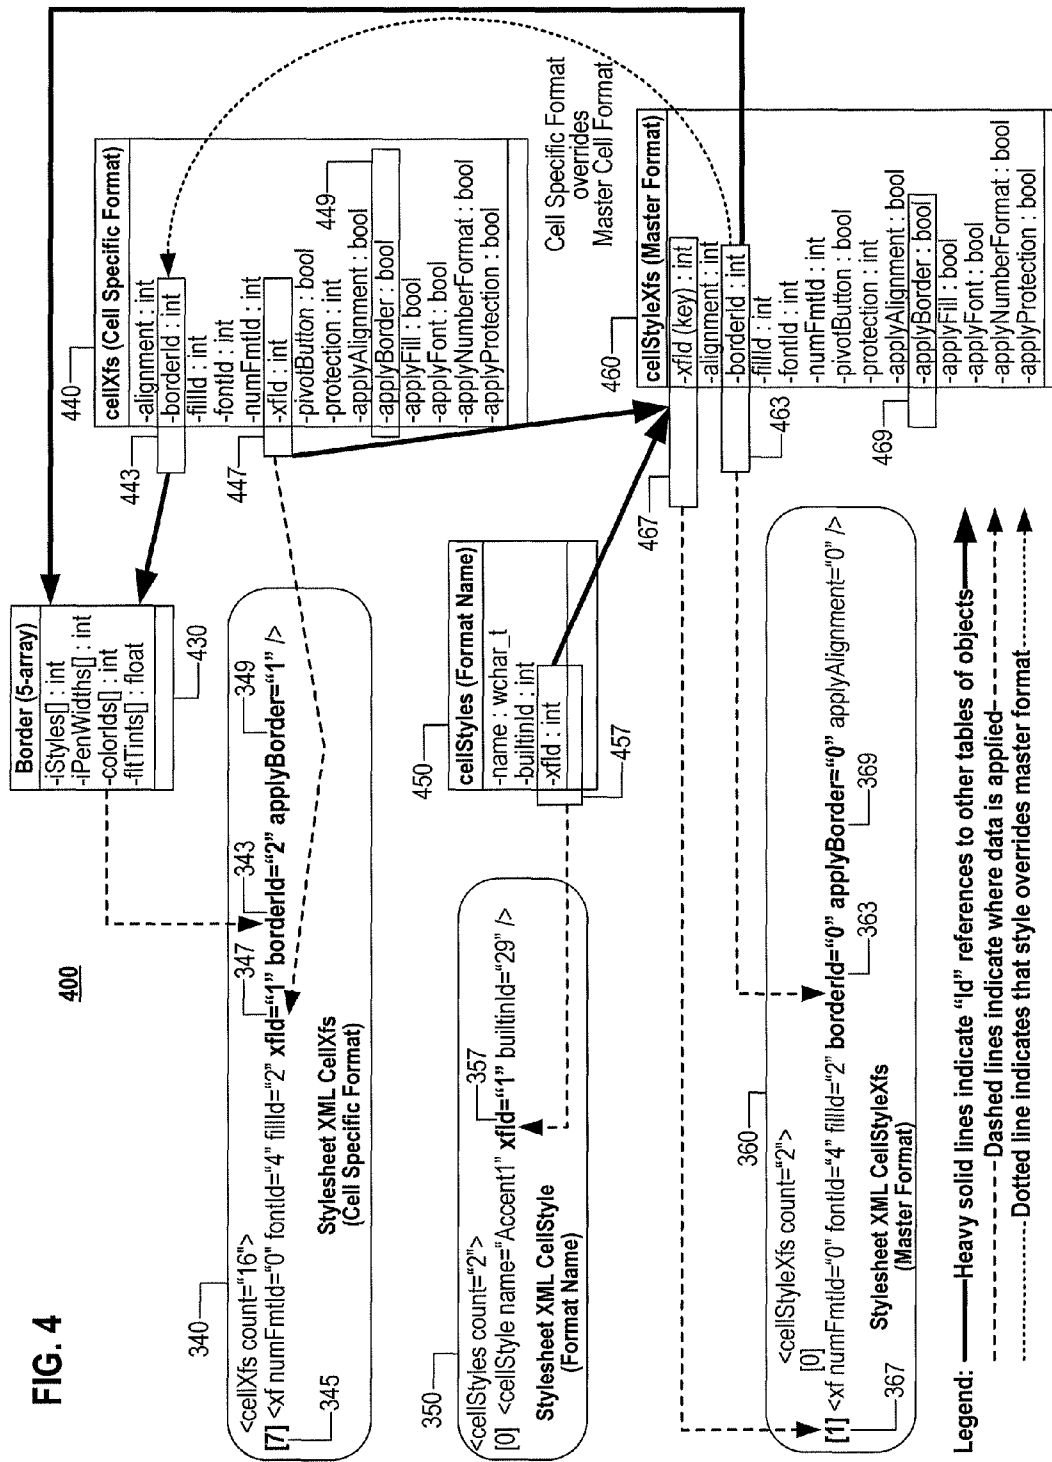 FIG. 4
400
340
<cellXfs count="16">
[7] <xf numFmtId="0" fontId="4" fillId="2" xfId="1" borderId="2" applyBorder="1" />
345
347
343
349
Stylesheet XML CellXfs
(Cell Specific Format)
350
<cellStyles count="2">
[0] <cellStyle name="Accent1" xfId="1" builtinId="29" />
357
Stylesheet XML CellStyle
(Format Name)
360
<cellStyleXfs count="2">
[0]
[1] <xf numFmtId="0" fontId="4" fillId="2" borderId="0" applyBorder="0" applyAlignment="0" />
367
363
369
Stylesheet XML CellStyleXfs
(Master Format)
Border (5-array)
-iStyles[] : int
-iPenWidths[] : int
-colorIds[] : int
-fltTints[] : float
430
450
cellStyles (Format Name)
-name : wchar_t
-builtinId : int
-xfId : int
457
440
cellXfs (Cell Specific Format)
-alignment : int
-borderId : int
-fillId : int
-fontId : int
-numFmtId : int
-xfId : int
-pivotButton : bool
-protection : int
-applyAlignment : bool
-applyBorder : bool
-applyFill : bool
-applyFont : bool
-applyNumberFormat : bool
-applyProtection : bool
443
447
449
Cell Specific Format
overrides
Master Cell Format
460
cellStyleXfs (Master Format)
-xfId (key) : int
-alignment : int
-borderId : int
-fillId : int
-fontId : int
-numFmtId : int
-pivotButton : bool
-protection : int
-applyAlignment : bool
-applyBorder : bool
-applyFill : bool
-applyFont : bool
-applyNumberFormat : bool
-applyProtection : bool
467
463
469
Legend: Heavy solid lines indicate "Id" references to other tables of objects
Dashed lines indicate where data is applied
Dotted line indicates that style overrides master format